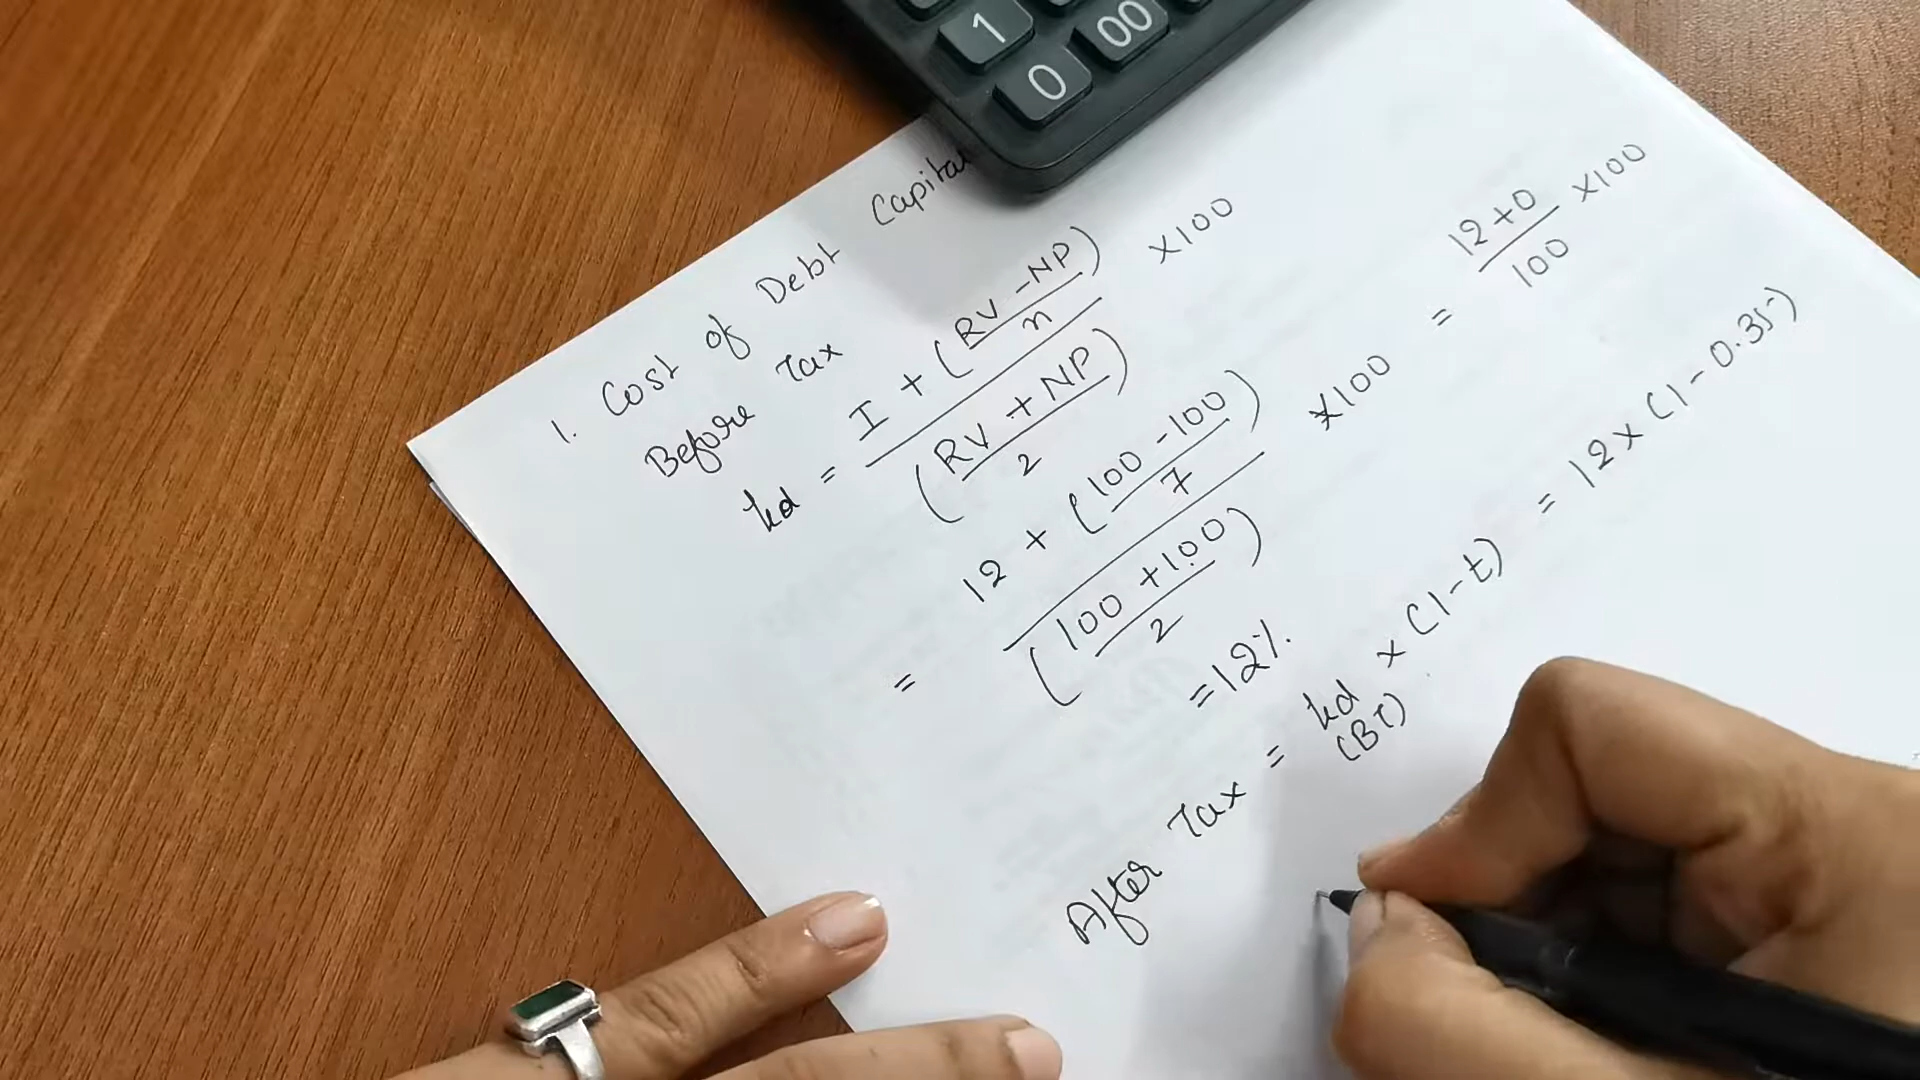 1 00
0
1. Cost of Debt Capital
Before Tax
kd = I + (RV - NP / n) / (RV + NP / 2) X100
= 12 + (100 - 100 / 7) / (100 + 100 / 2) X100 = 12 + 0 / 100 X100
= 12%.
After Tax = kd (BT) x (1 - t) = 12 x (1 - 0.35)